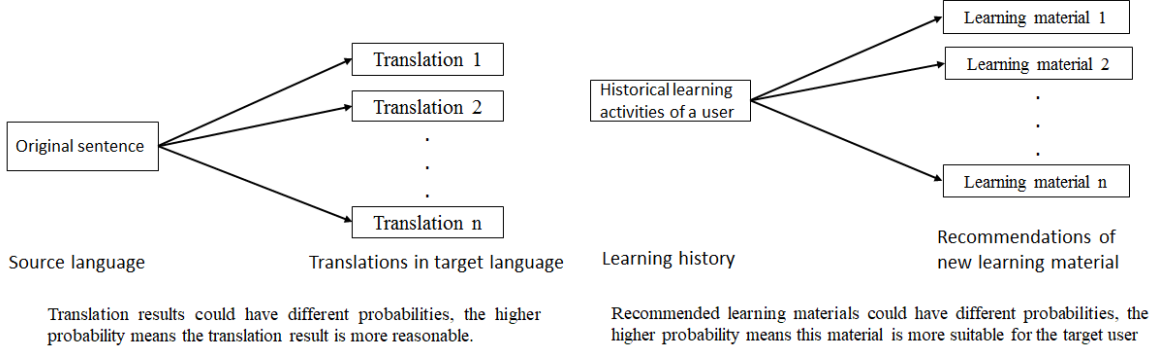 Original sentence
Translation 1
Translation 2
.
.
.
Translation n
Source language
Translations in target language
Translation results could have different probabilities, the higher
probability means the translation result is more reasonable.
Historical learning
activities of a user
Learning material 1
Learning material 2
.
.
.
Learning material n
Learning history
Recommendations of
new learning material
Recommended learning materials could have different probabilities, the
higher probability means this material is more suitable for the target user